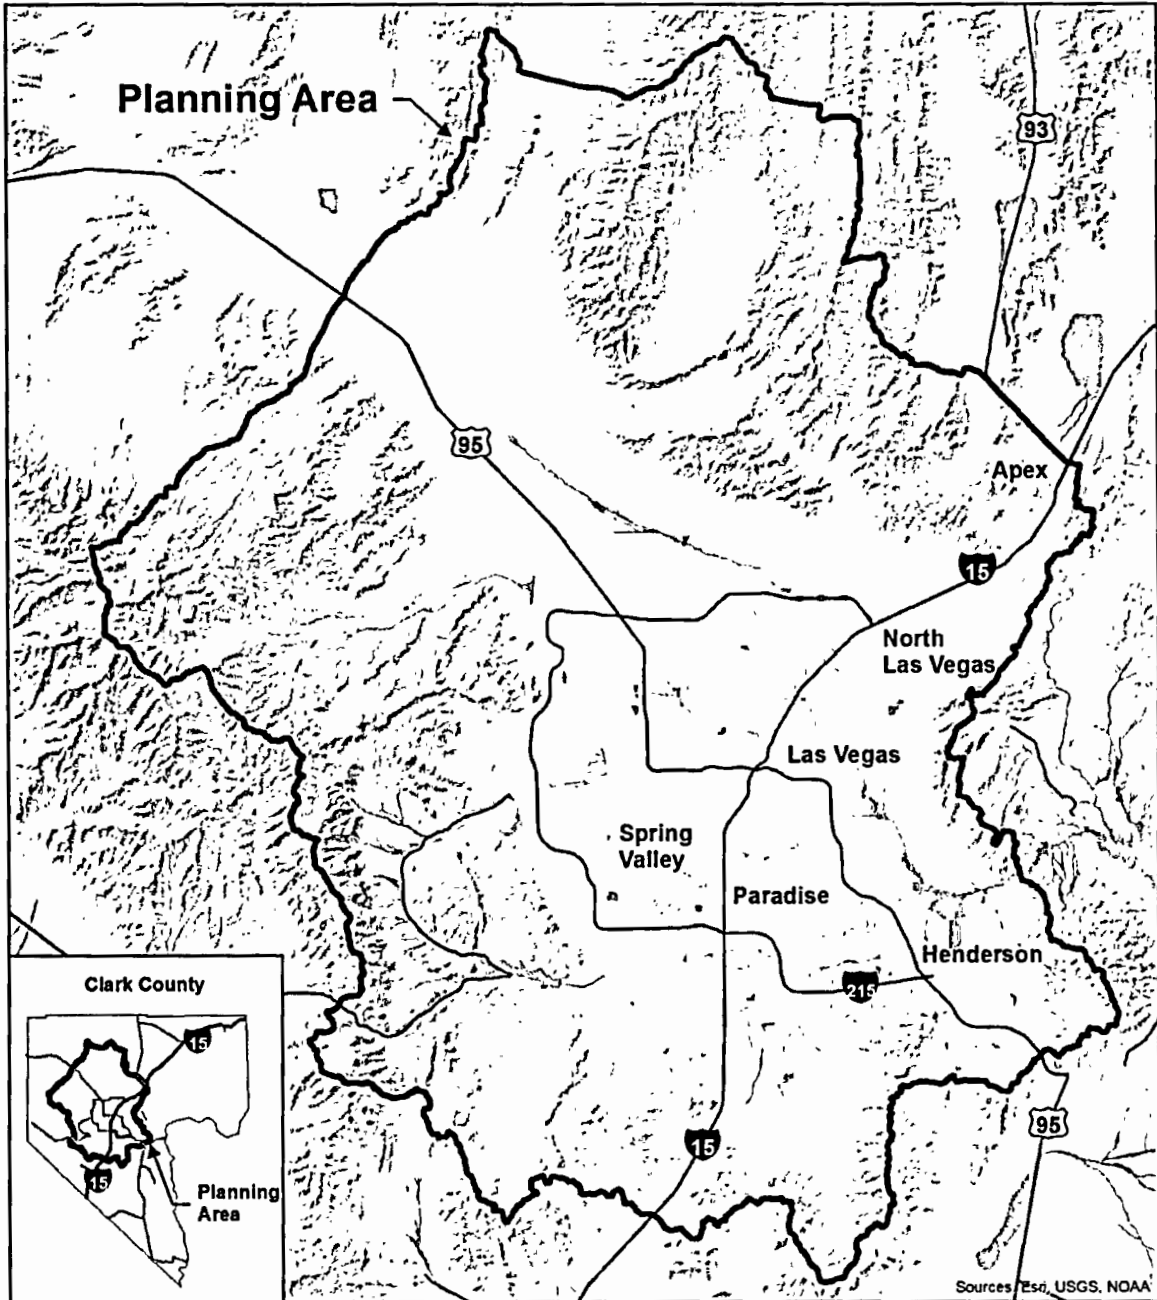 Planning Area
93
95
Apex
15
North
Las Vegas
Las Vegas
Spring
Valley
Paradise
Henderson
215
15
95
Clark County
15
15
Planning
Area
Sources: Esri, USGS, NOAA